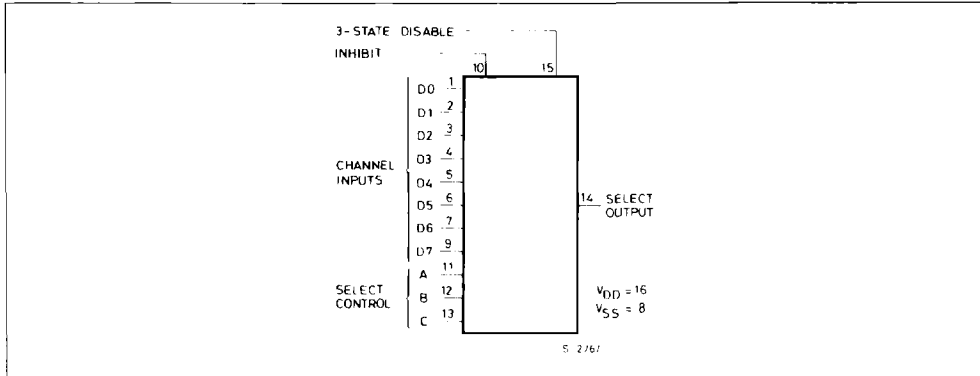 3-STATE DISABLE
INHIBIT
10 15
D0 1
D1 2
D2 3
D3 4
CHANNEL
INPUTS
D4 5
D5 6
14 SELECT
OUTPUT
D6 7
D7 9
A 11
SELECT
CONTROL
B 12
C 13
VDD = 16
VSS = 8